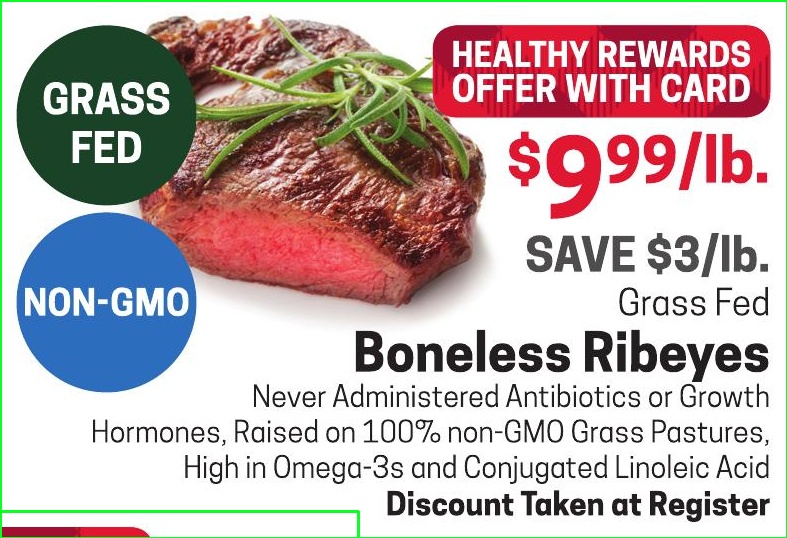 GRASS
FED
NON-GMO
HEALTHY REWARDS
OFFER WITH CARD
$9.99/lb.
SAVE $3/lb.
Grass Fed
Boneless Ribeyes
Never Administered Antibiotics or Growth
Hormones, Raised on 100% non-GMO Grass Pastures,
High in Omega-3s and Conjugated Linoleic Acid
Discount Taken at Register